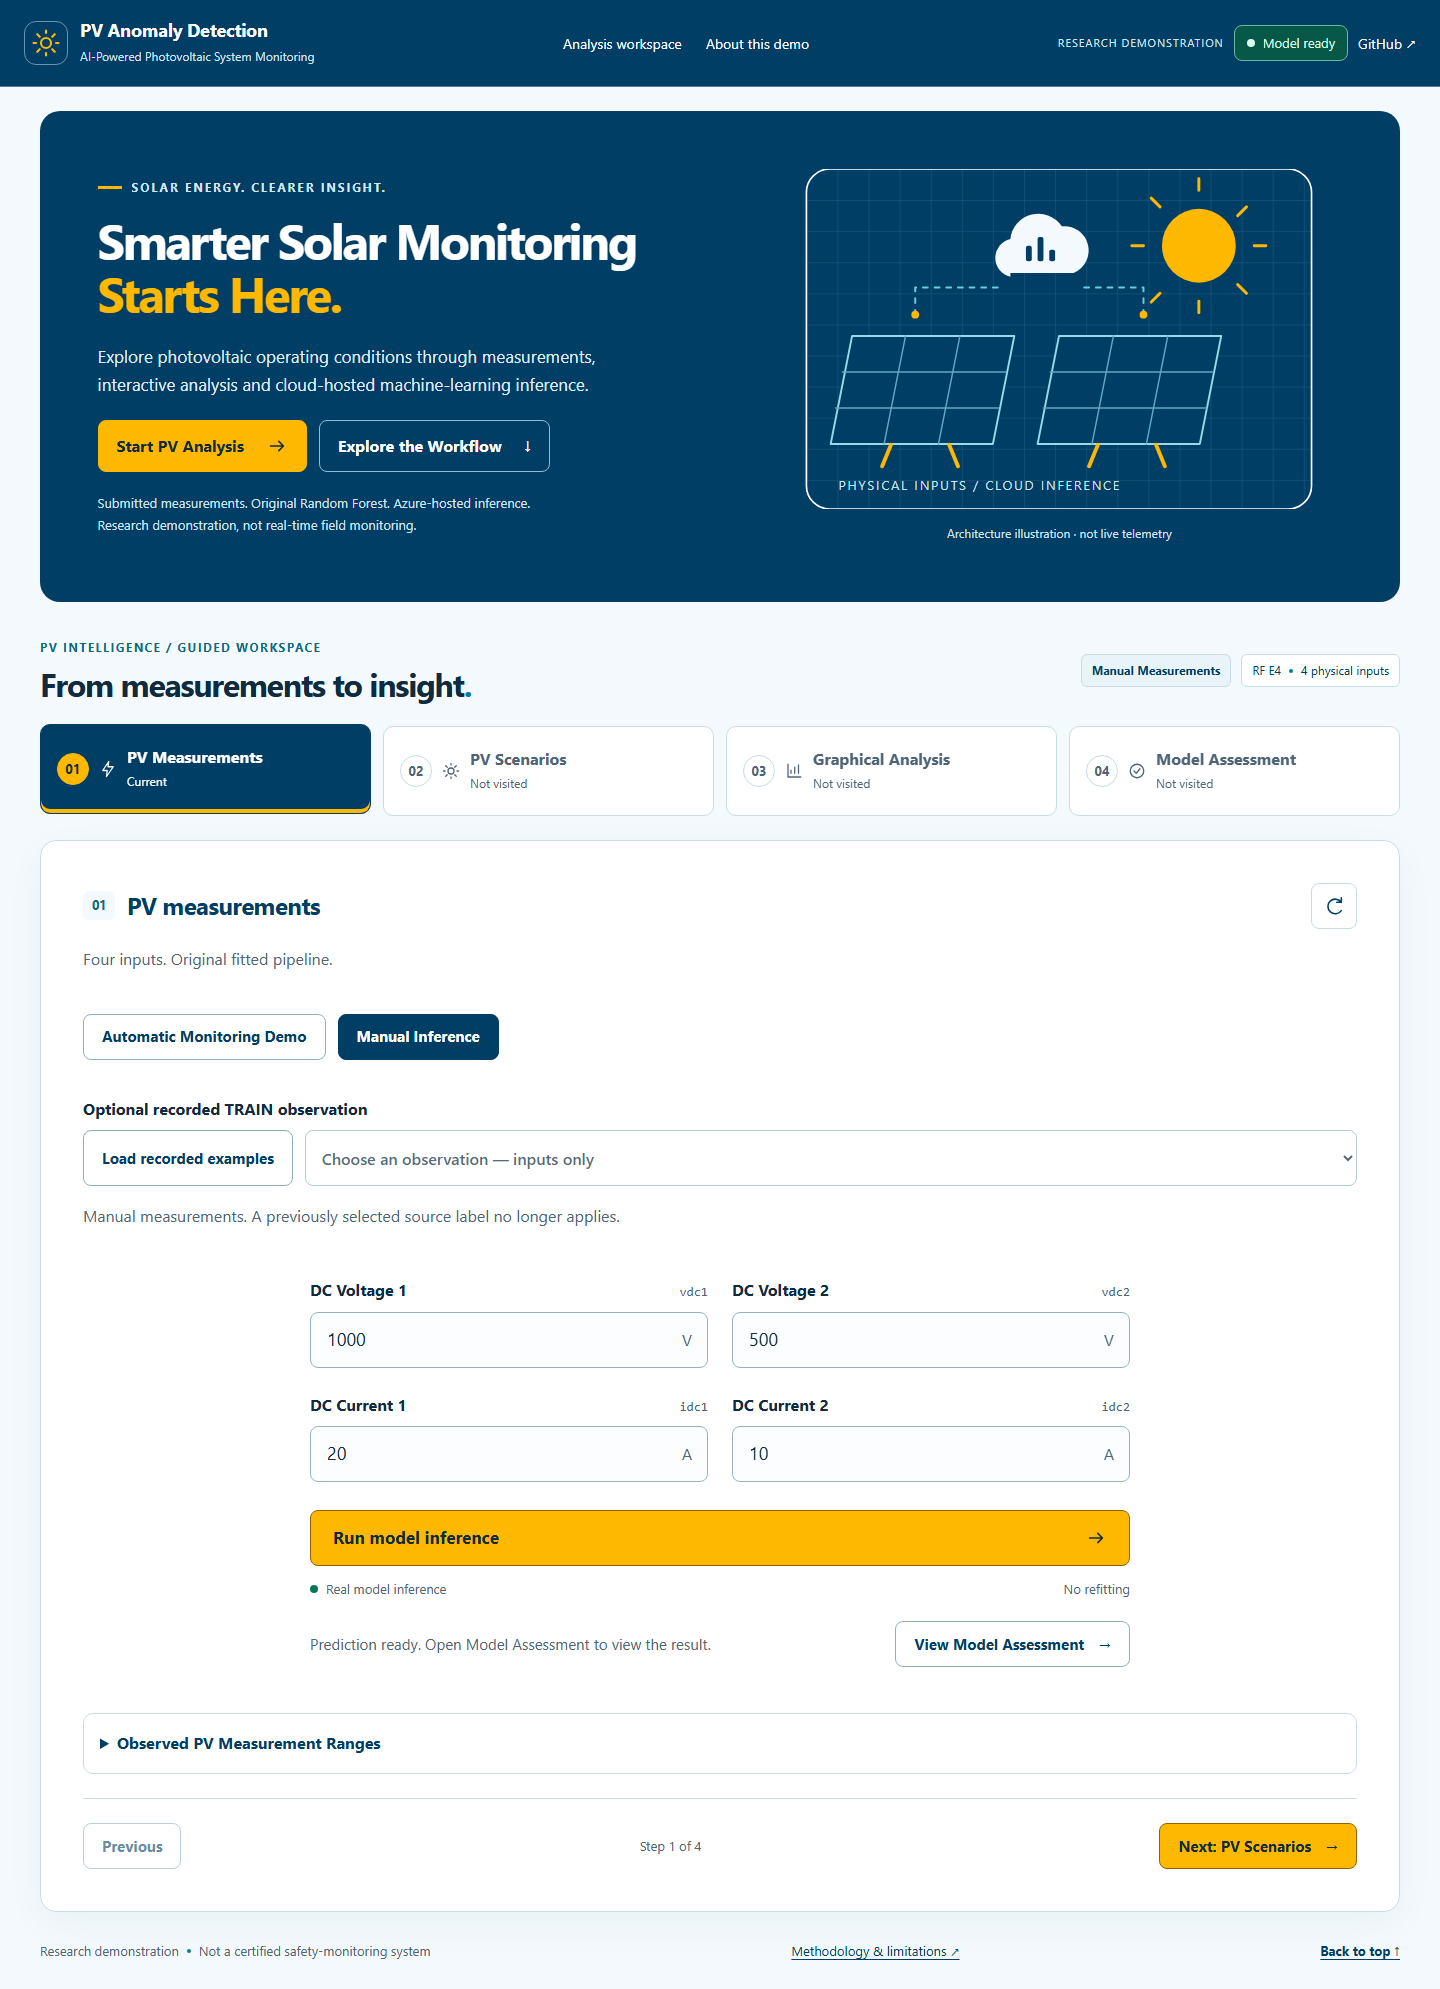 PV Anomaly Detection
AI-Powered Photovoltaic System Monitoring
Analysis workspace
About this demo
RESEARCH DEMONSTRATION
Model ready
GitHub ↗
SOLAR ENERGY. CLEARER INSIGHT.
Smarter Solar Monitoring
Starts Here.
Explore photovoltaic operating conditions through measurements,
interactive analysis and cloud-hosted machine-learning inference.
Start PV Analysis →
Explore the Workflow ↓
Submitted measurements. Original Random Forest. Azure-hosted inference.
Research demonstration, not real-time field monitoring.
PHYSICAL INPUTS / CLOUD INFERENCE
Architecture illustration · not live telemetry
PV INTELLIGENCE / GUIDED WORKSPACE
From measurements to insight.
Manual Measurements
RF E4 • 4 physical inputs
01 PV Measurements
Current
02 PV Scenarios
Not visited
03 Graphical Analysis
Not visited
04 Model Assessment
Not visited
01 PV measurements
Four inputs. Original fitted pipeline.
Automatic Monitoring Demo
Manual Inference
Optional recorded TRAIN observation
Load recorded examples
Choose an observation — inputs only
Manual measurements. A previously selected source label no longer applies.
DC Voltage 1 vdc1
1000 V
DC Voltage 2 vdc2
500 V
DC Current 1 idc1
20 A
DC Current 2 idc2
10 A
Run model inference →
Real model inference
No refitting
Prediction ready. Open Model Assessment to view the result.
View Model Assessment →
Observed PV Measurement Ranges
Previous
Step 1 of 4
Next: PV Scenarios →
Research demonstration • Not a certified safety-monitoring system
Methodology & limitations ↗
Back to top ↑